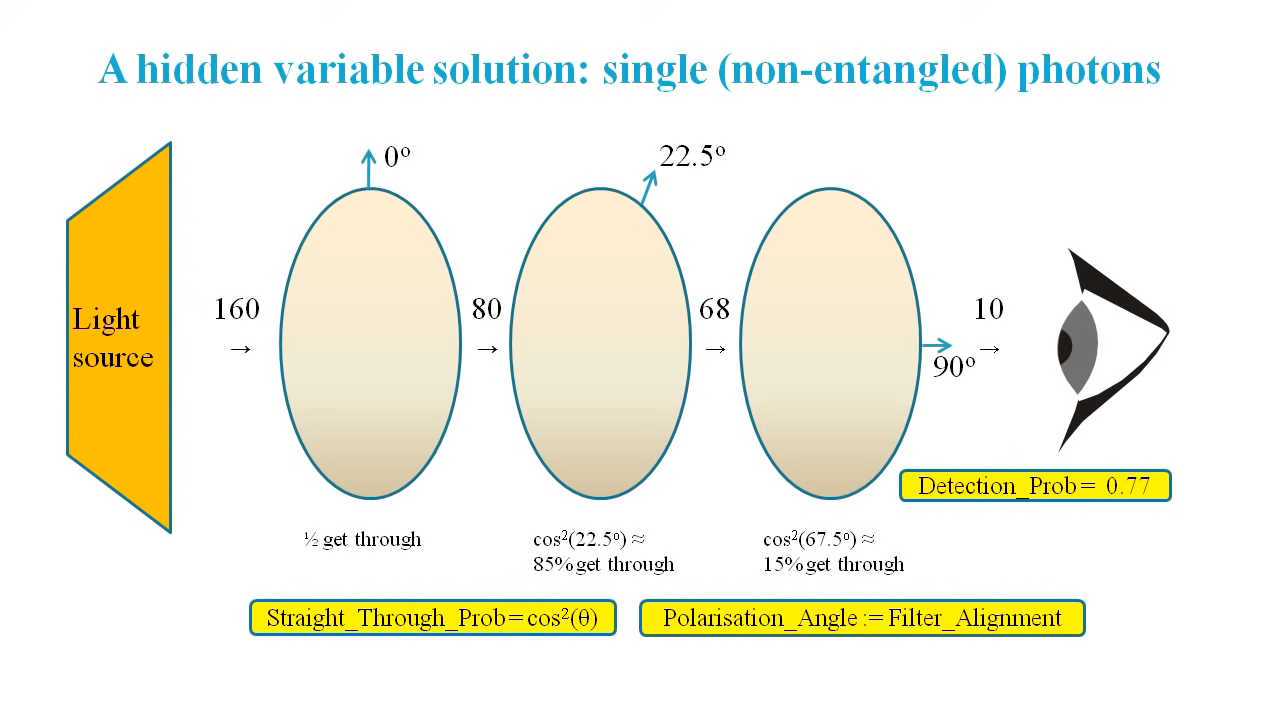 A hidden variable solution: single (non-entangled) photons
0º
22.5º
160
80
68
10
→
→
→
→
Light
source
90º
Detection_Prob = 0.77
½ get through
cos²(22.5º) ≈
85% get through
cos²(67.5º) ≈
15% get through
Straight_Through_Prob = cos²(θ)
Polarisation_Angle := Filter_Alignment